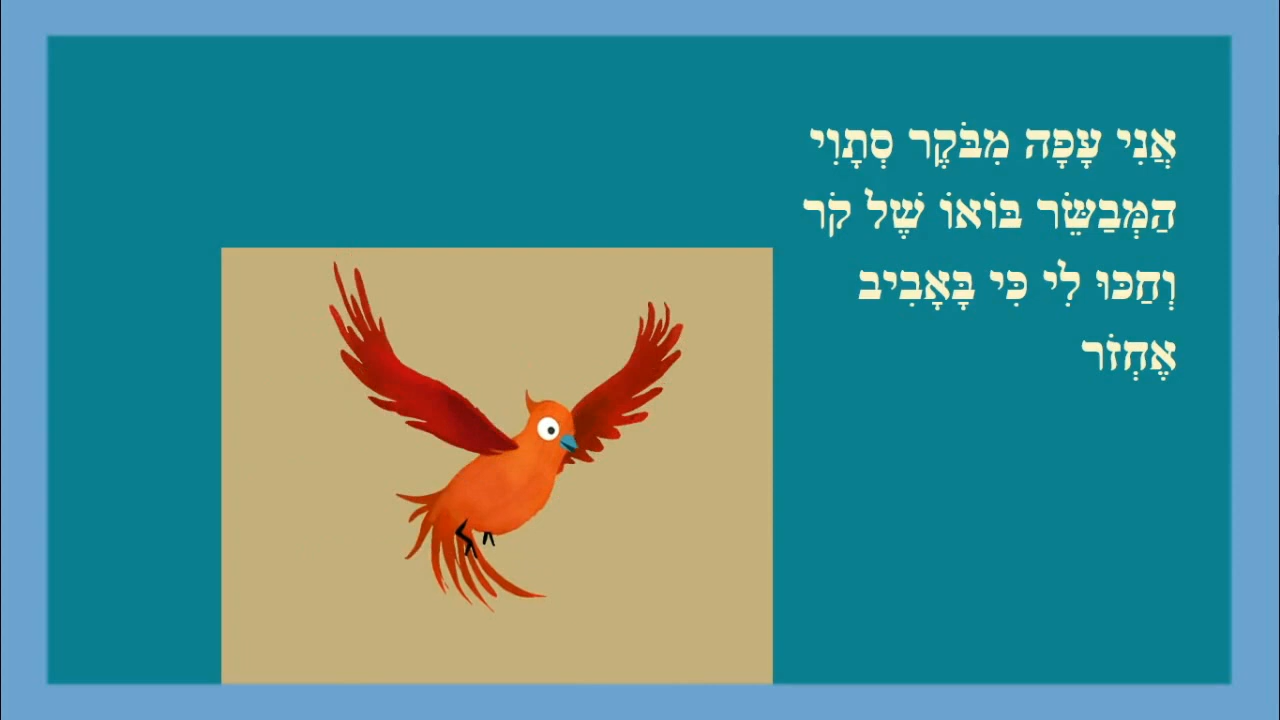 אֲנִי עָפָה מִבֹּקֶר סְתָוִי
הַמְּבַשֵּׂר בּוֹאוֹ שֶׁל קֹר
וְחַכּוּ לִי כִּי בָּאָבִיב
אֶחְזֹר